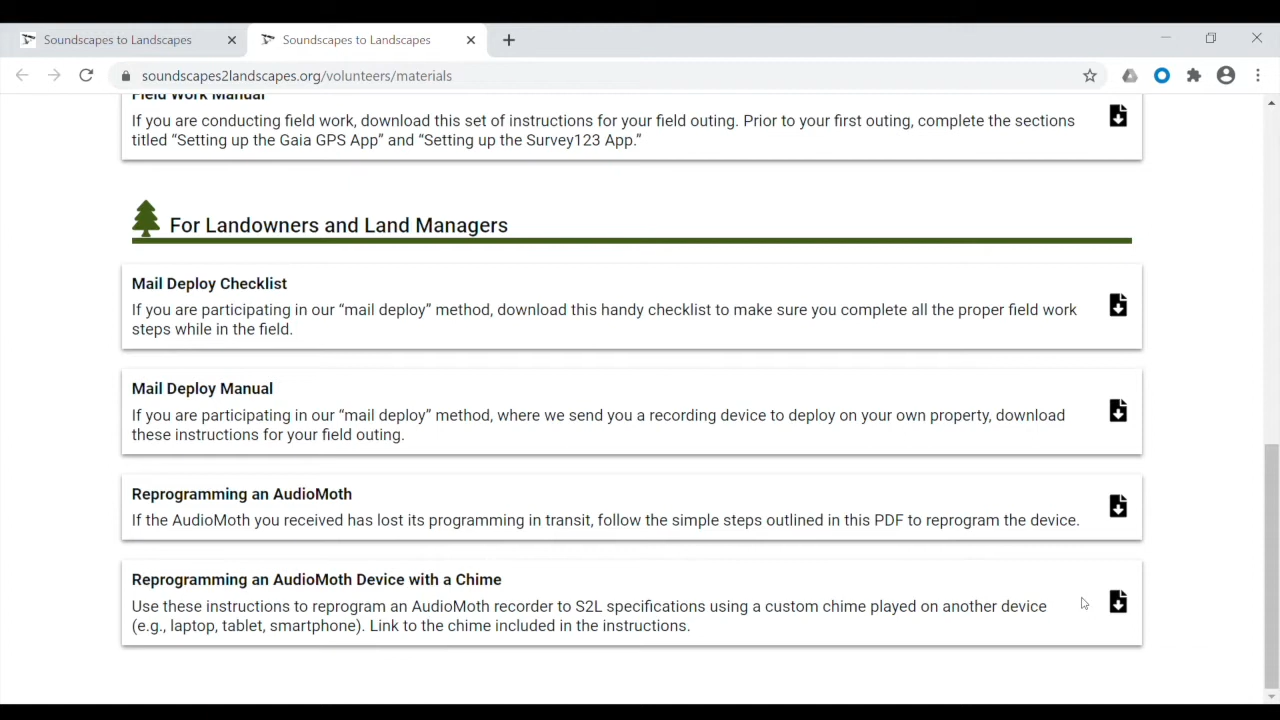 Soundscapes to Landscapes
Soundscapes to Landscapes
soundscapes2landscapes.org/volunteers/materials
Field Work Manual
If you are conducting field work, download this set of instructions for your field outing. Prior to your first outing, complete the sections
titled “Setting up the Gaia GPS App” and “Setting up the Survey123 App.”
For Landowners and Land Managers
Mail Deploy Checklist
If you are participating in our “mail deploy” method, download this handy checklist to make sure you complete all the proper field work
steps while in the field.
Mail Deploy Manual
If you are participating in our “mail deploy” method, where we send you a recording device to deploy on your own property, download
these instructions for your field outing.
Reprogramming an AudioMoth
If the AudioMoth you received has lost its programming in transit, follow the simple steps outlined in this PDF to reprogram the device.
Reprogramming an AudioMoth Device with a Chime
Use these instructions to reprogram an AudioMoth recorder to S2L specifications using a custom chime played on another device
(e.g., laptop, tablet, smartphone). Link to the chime included in the instructions.